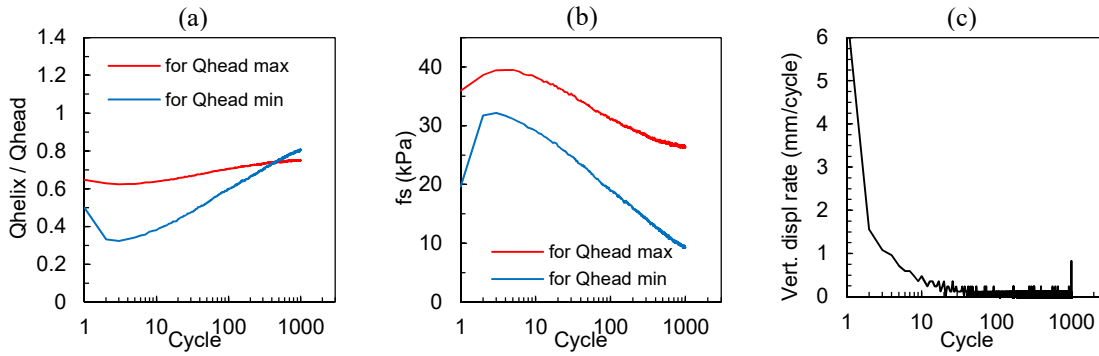 (a)
Qhelix / Qhead
1.4
1.2
1
0.8
0.6
0.4
0.2
0
for Qhead max
for Qhead min
1
10
100
1000
Cycle
(b)
fs (kPa)
40
30
20
10
0
for Qhead max
for Qhead min
1
10
100
1000
Cycle
(c)
Vert. displ rate (mm/cycle)
6
5
4
3
2
1
0
1
10
100
1000
Cycle